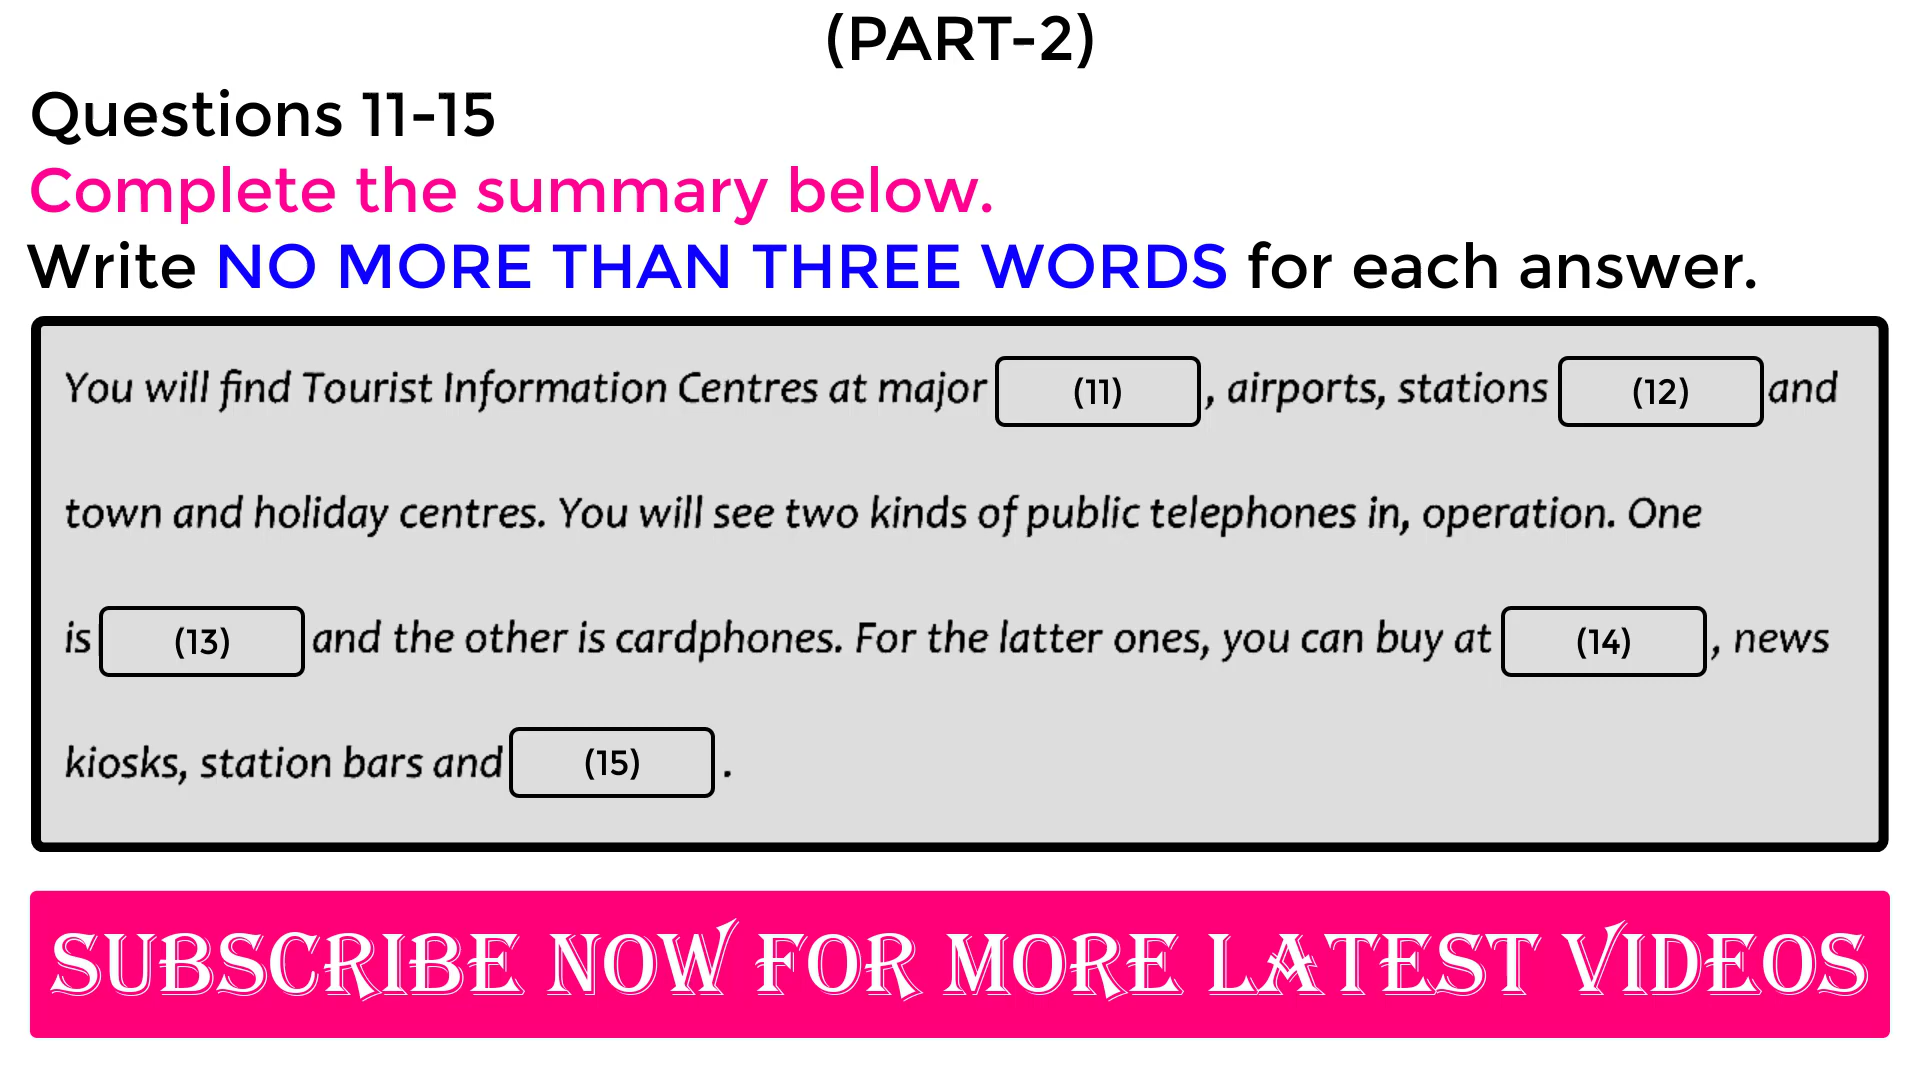 (PART-2)
Questions 11-15
Complete the summary below.
Write NO MORE THAN THREE WORDS for each answer.
You will find Tourist Information Centres at major (11) , airports, stations (12) and
town and holiday centres. You will see two kinds of public telephones in, operation. One
is (13) and the other is cardphones. For the latter ones, you can buy at (14) , news
kiosks, station bars and (15) .
SUBSCRIBE NOW FOR MORE LATEST VIDEOS